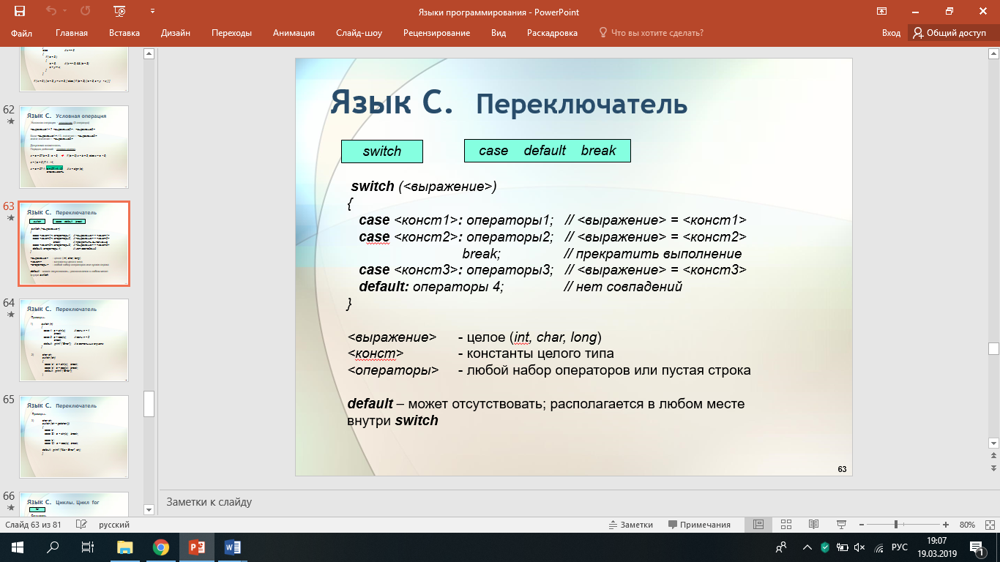 Языки программирования - PowerPoint
Файл Главная Вставка Дизайн Переходы Анимация Слайд-шоу Рецензирование Вид Раскадровка Что вы хотите сделать? Вход Общий доступ
62
Язык С. Условная операция
63
Язык С. Переключатель
64
Язык С. Переключатель
65
Язык С. Переключатель
66
Язык С. Циклы. Цикл for
Язык С. Переключатель
switch
case default break
switch (<выражение>)
{
case <конст1>: операторы1; // <выражение> = <конст1>
case <конст2>: операторы2; // <выражение> = <конст2>
break; // прекратить выполнение
case <конст3>: операторы3; // <выражение> = <конст3>
default: операторы 4; // нет совпадений
}
<выражение> - целое (int, char, long)
<конст> - константы целого типа
<операторы> - любой набор операторов или пустая строка
default – может отсутствовать; располагается в любом месте
внутри switch
63
Заметки к слайду
Слайд 63 из 81 русский Заметки Примечания 80%
РУС 19:07
19.03.2019